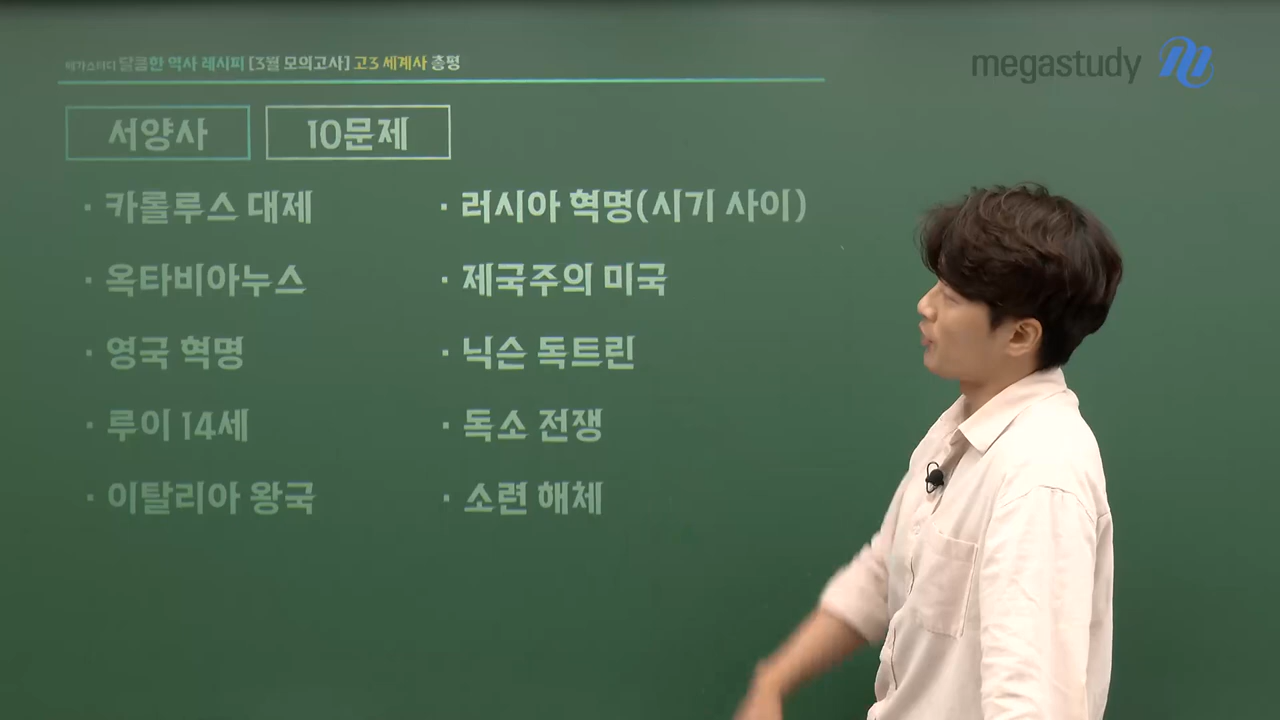 메가스터디 달콤한 역사 레시피 [3월 모의고사] 고3 세계사 총평
megastudy
서양사
10문제
· 카롤루스 대제
· 옥타비아누스
· 영국 혁명
· 루이 14세
· 이탈리아 왕국
· 러시아 혁명(시기 사이)
· 제국주의 미국
· 닉슨 독트린
· 독소 전쟁
· 소련 해체